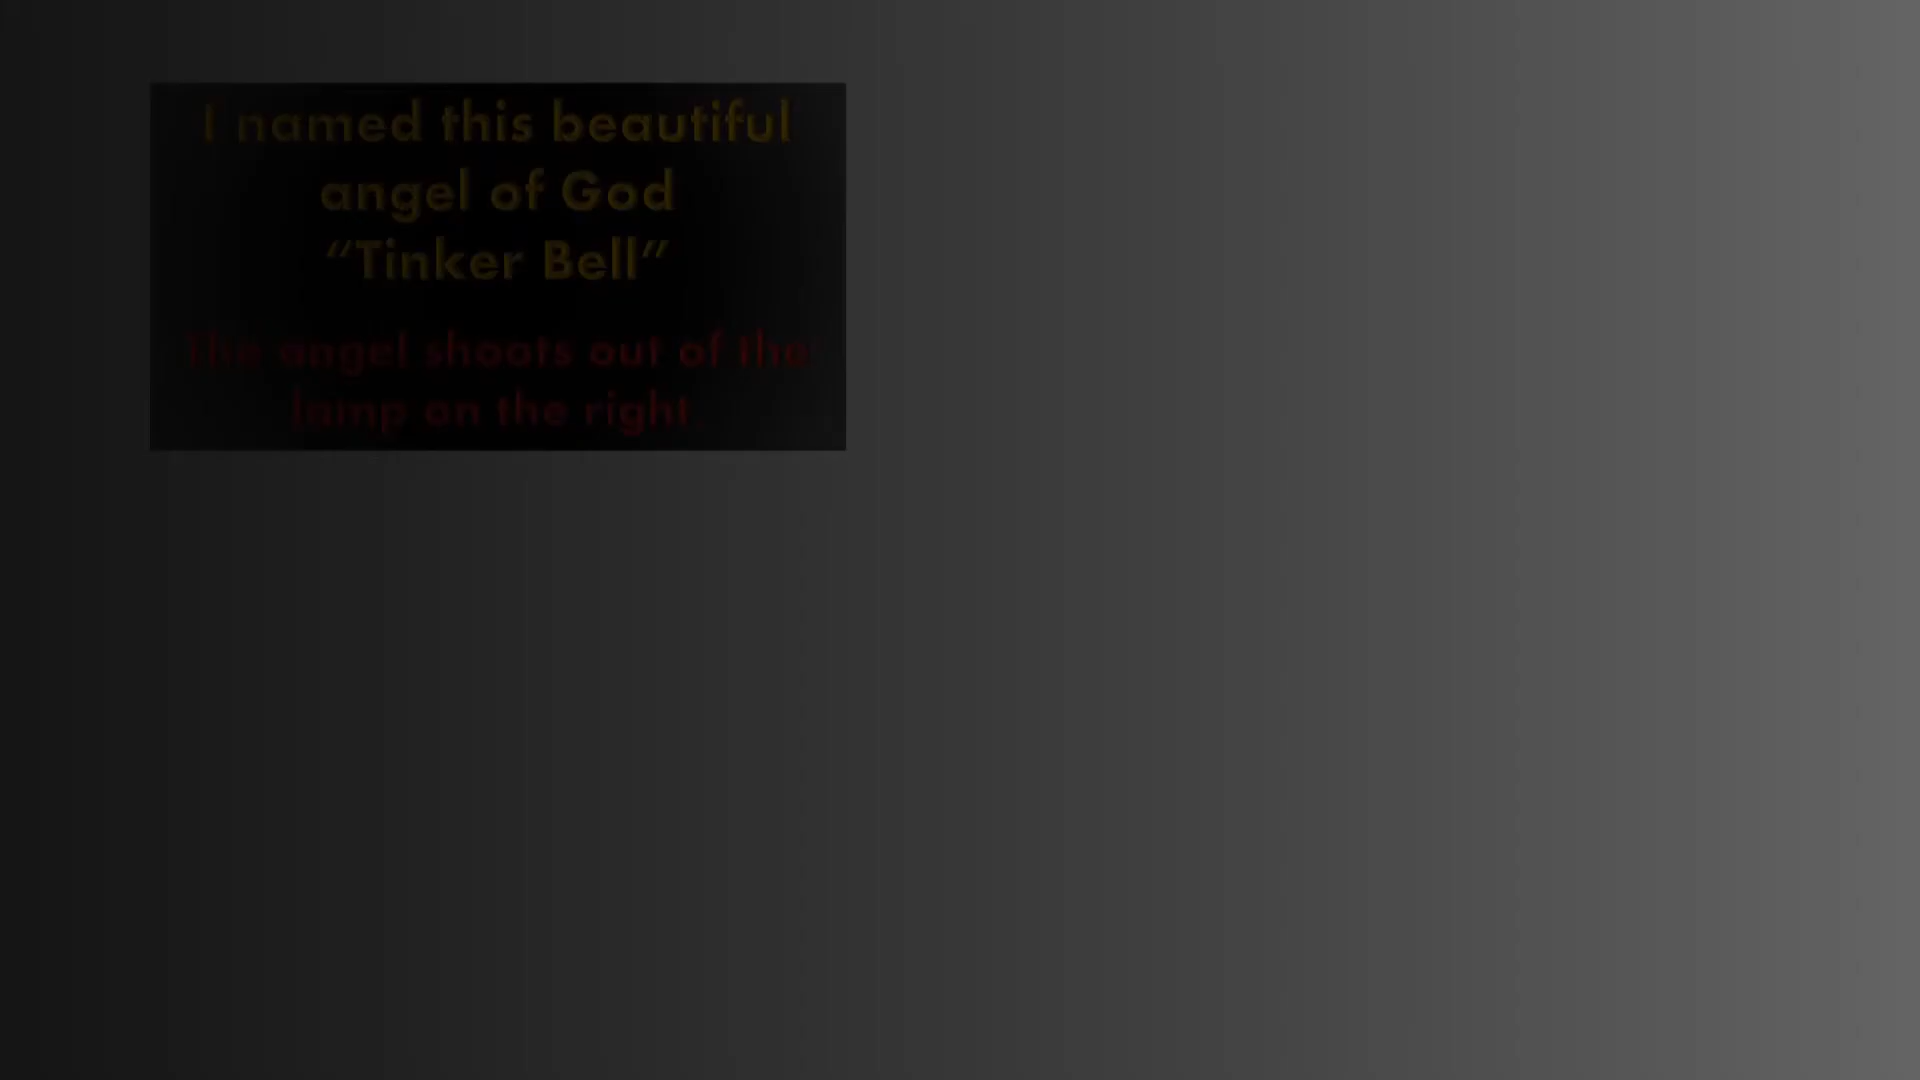 I named this beautiful
angel of God
“Tinker Bell”
The angel shoots out of the
lamp on the right